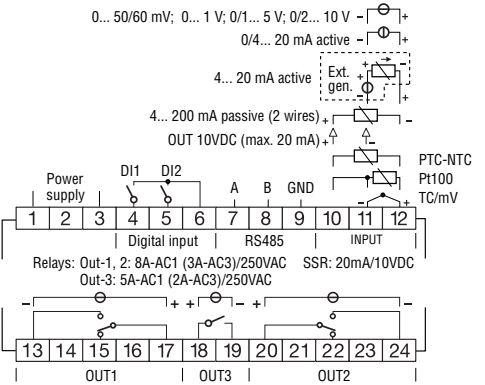 0... 50/60 mV; 0... 1 V; 0/1... 5 V; 0/2... 10 V - +
0/4... 20 mA active - +
4... 20 mA active Ext. gen. + - - +
4... 200 mA passive (2 wires) + -
OUT 10VDC (max. 20 mA) + -
PTC-NTC
Pt100
TC/mV
- +
Power supply
DI1 DI2
A B GND
1 2 3 4 5 6 7 8 9 10 11 12
Digital input RS485 INPUT
Relays: Out-1, 2: 8A-AC1 (3A-AC3)/250VAC SSR: 20mA/10VDC
Out-3: 5A-AC1 (2A-AC3)/250VAC
- + + - + -
13 14 15 16 17 18 19 20 21 22 23 24
OUT1 OUT3 OUT2